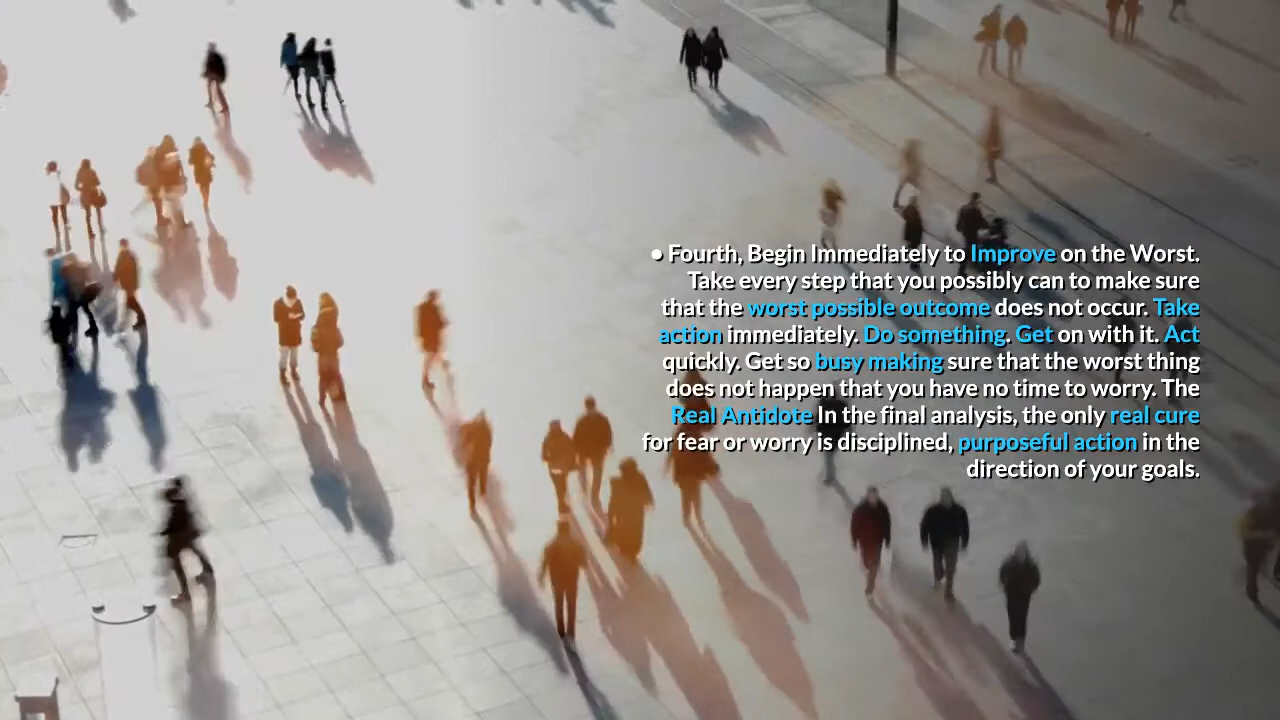 • Fourth, Begin Immediately to Improve on the Worst.
Take every step that you possibly can to make sure
that the worst possible outcome does not occur. Take
action immediately. Do something. Get on with it. Act
quickly. Get so busy making sure that the worst thing
does not happen that you have no time to worry. The
Real Antidote In the final analysis, the only real cure
for fear or worry is disciplined, purposeful action in the
direction of your goals.